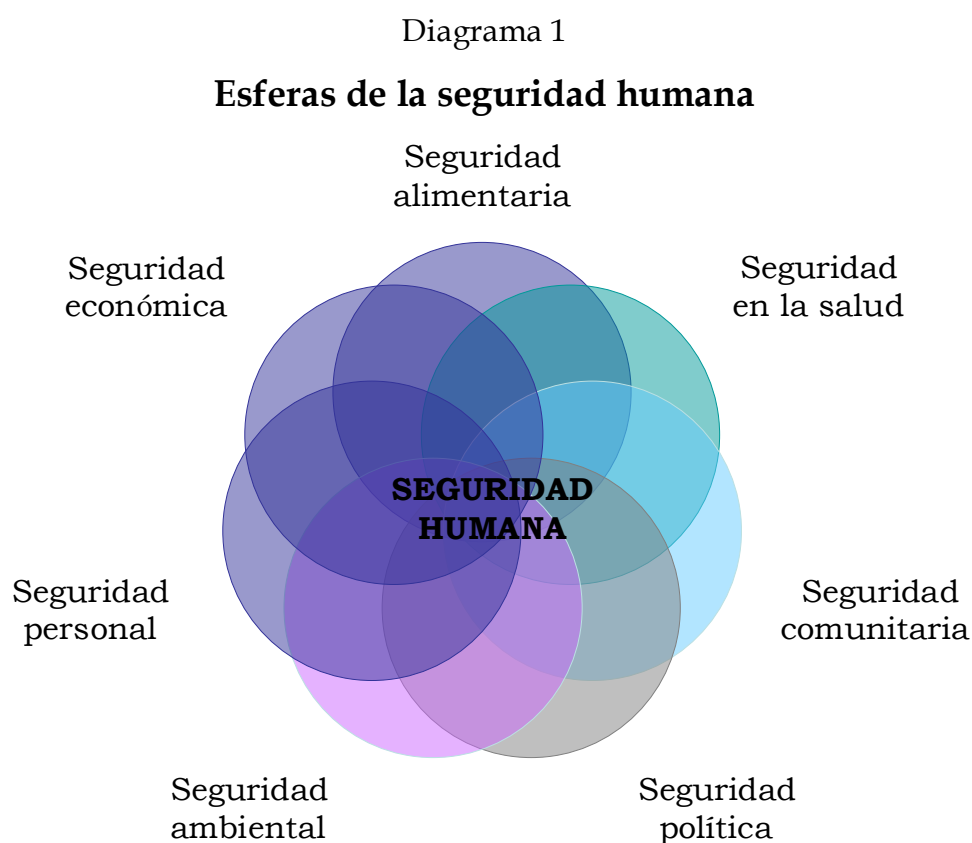 Diagrama 1
Esferas de la seguridad humana
Seguridad
alimentaria
Seguridad
económica
Seguridad
en la salud
SEGURIDAD
HUMANA
Seguridad
personal
Seguridad
comunitaria
Seguridad
ambiental
Seguridad
política